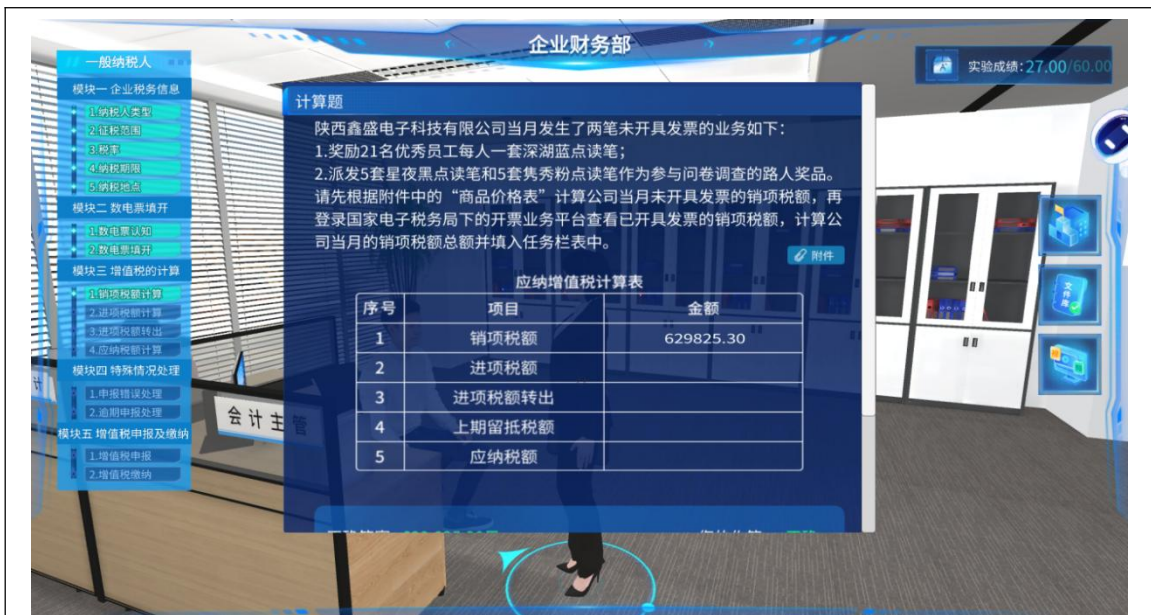 企业财务部
实验成绩:27.00/60.00
一般纳税人
模块一 企业税务信息
1.纳税人类型
2.征税范围
3.税率
4.纳税期限
5.纳税地点
模块二 数电票填开
1.数电票认知
2.数电票填开
模块三 增值税的计算
1.销项税额计算
2.进项税额计算
3.进项税额转出
4.应纳税额计算
模块四 特殊情况处理
1.申报错误处理
2.逾期申报处理
模块五 增值税申报及缴纳
1.增值税申报
2.增值税缴纳
计算题
陕西鑫盛电子科技有限公司当月发生了两笔未开具发票的业务如下：
1.奖励21名优秀员工每人一套深湖蓝点读笔；
2.派发5套星夜黑点读笔和5套隽秀粉点读笔作为参与问卷调查的路人奖品。
请先根据附件中的“商品价格表”计算公司当月未开具发票的销项税额，再
登录国家电子税务局下的开票业务平台查看已开具发票的销项税额，计算公
司当月的销项税额总额并填入任务栏表中。
附件
应纳增值税计算表
序号 项目 金额
1 销项税额 629825.30
2 进项税额
3 进项税额转出
4 上期留抵税额
5 应纳税额
会计主管
文件库